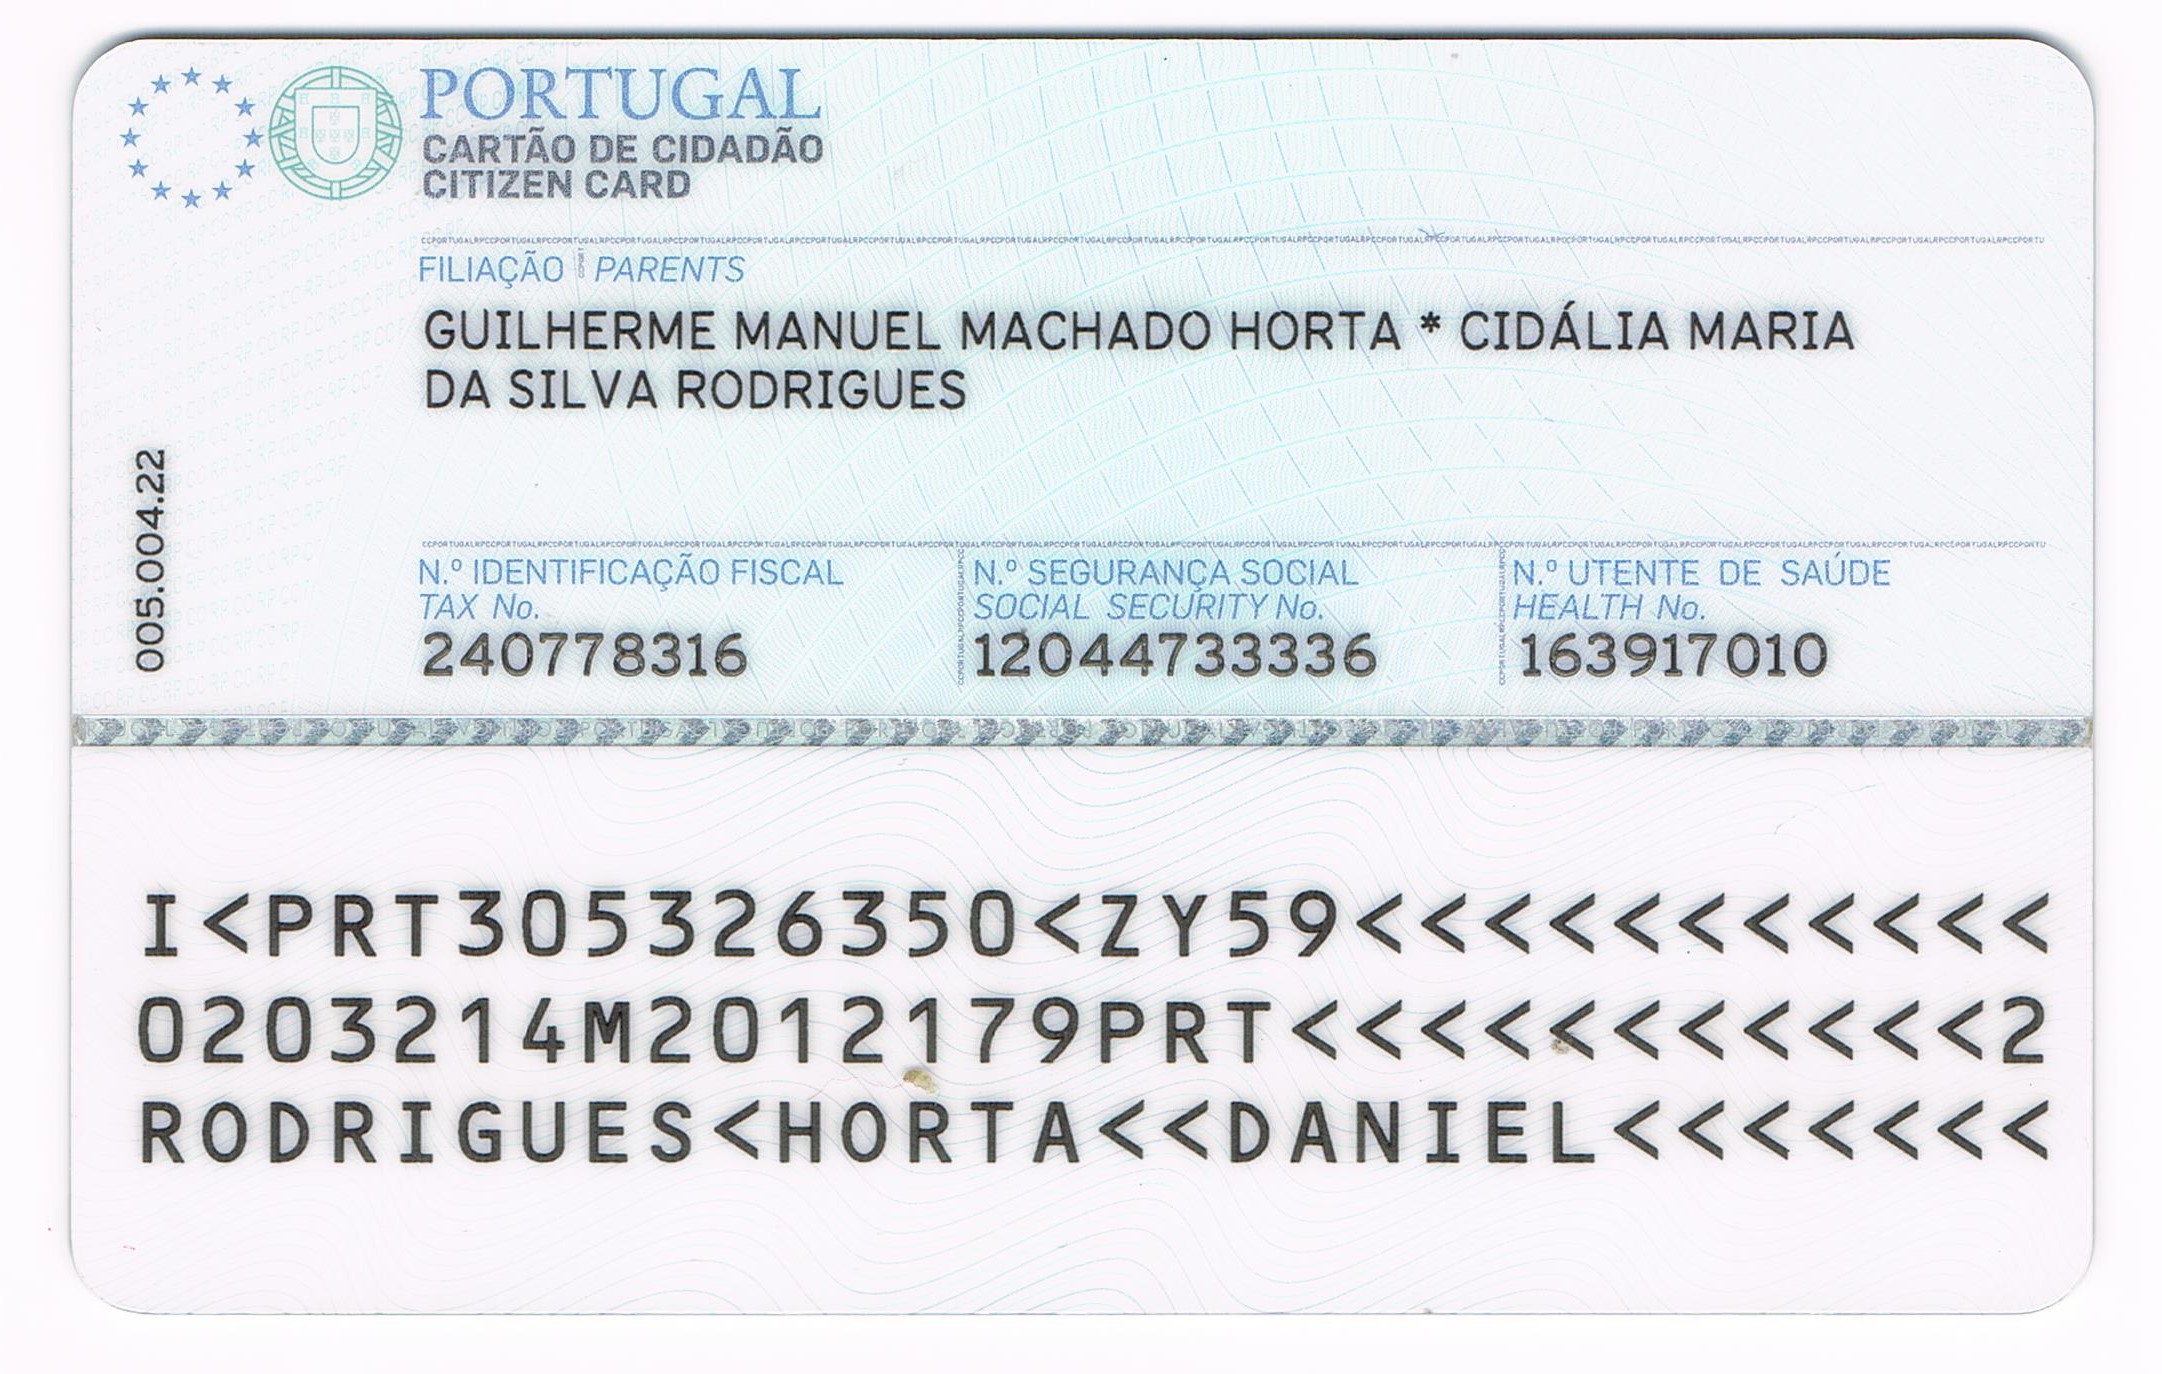 PORTUGAL
CARTÃO DE CIDADÃO
CITIZEN CARD
FILIAÇÃO PARENTS
GUILHERME MANUEL MACHADO HORTA * CIDÁLIA MARIA
DA SILVA RODRIGUES
005.004.22
N.º IDENTIFICAÇÃO FISCAL
TAX No.
240778316
N.º SEGURANÇA SOCIAL
SOCIAL SECURITY No.
12044733336
N.º UTENTE DE SAÚDE
HEALTH No.
163917010
I<PRT305326350<ZY59<<<<<<<<<<<
0203214M2012179PRT<<<<<<<<<<<2
RODRIGUES<HORTA<<DANIEL<<<<<<<